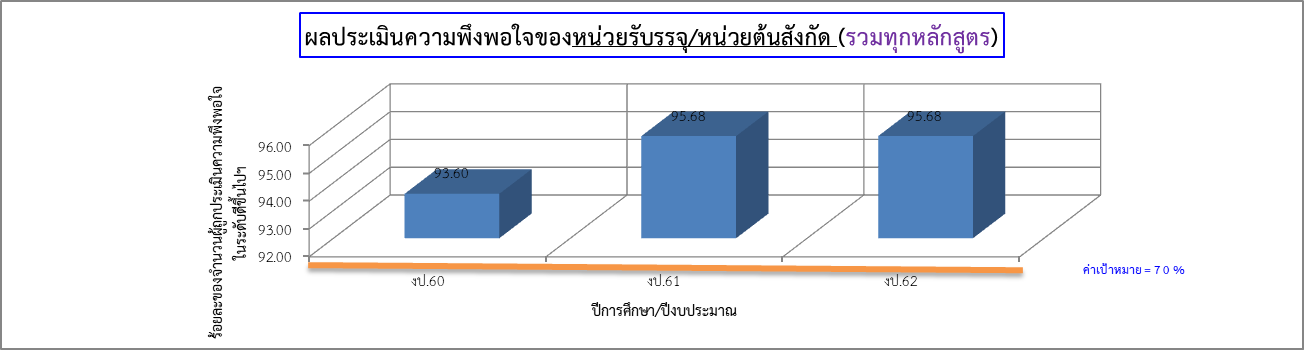 ผลประเมินความพึงพอใจของหน่วยรับรรจุ/หน่วยต้นสังกัด (รวมทุกหลักสูตร)
ร้อยละของจำนวนผู้ถูกประเมินความพึงพอใจ
ในระดับดีขึ้นไปๆ
96.00
95.00
94.00
93.00
92.00
93.60
95.68
95.68
งป.60
งป.61
งป.62
ค่าเป้าหมาย = 70 %
ปีการศึกษา/ปีงบประมาณ